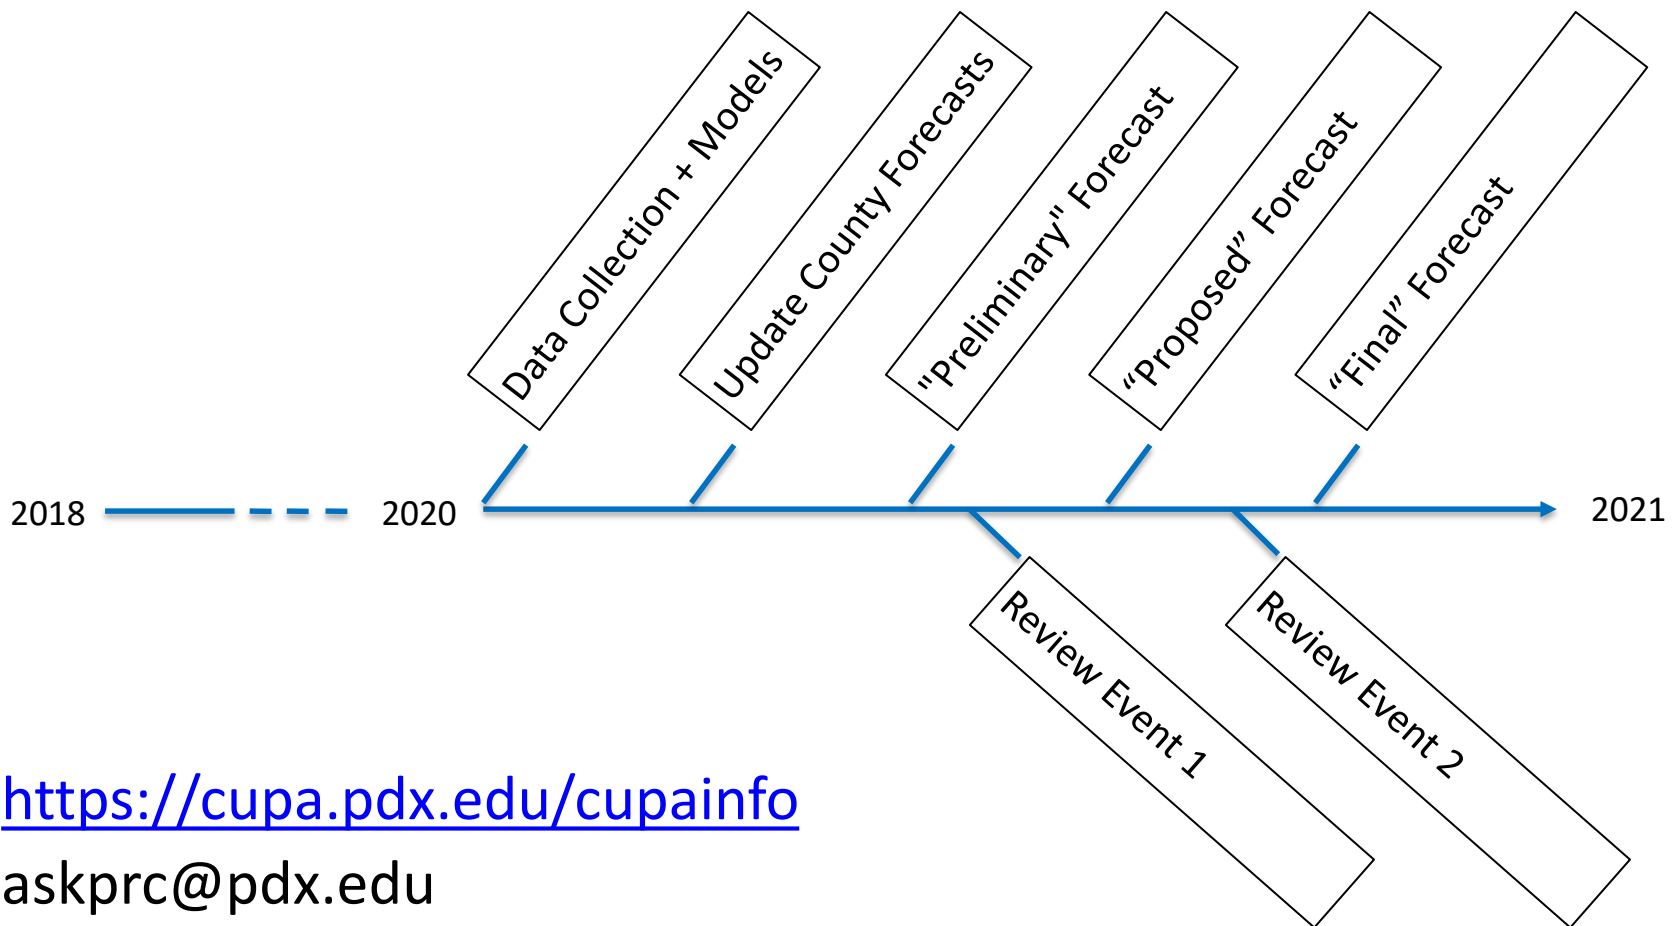 Data Collection + Models
Update County Forecasts
"Preliminary" Forecast
“Proposed” Forecast
“Final” Forecast
2018
2020
2021
Review Event 1
Review Event 2
https://cupa.pdx.edu/cupainfo
askprc@pdx.edu